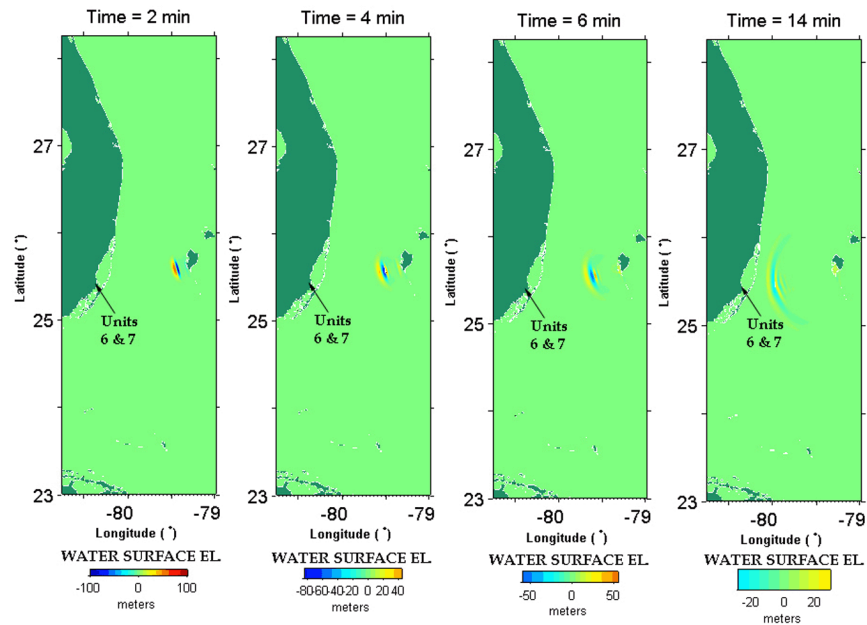 Time = 2 min
Time = 4 min
Time = 6 min
Time = 14 min
27
25
23
Latitude ( ° )
Units
6 & 7
-80
-79
Longitude ( ° )
WATER SURFACE EL.
-100
0
100
meters
27
25
23
Latitude ( ° )
Units
6 & 7
-80
-79
Longitude ( ° )
WATER SURFACE EL.
-80-60-40-20 0 20 40
meters
27
25
23
Latitude ( ° )
Units
6 & 7
-80
-79
Longitude ( ° )
WATER SURFACE EL.
-50
0
50
meters
27
25
23
Latitude ( ° )
Units
6 & 7
-80
-79
Longitude ( ° )
WATER SURFACE EL.
-20
0
20
meters